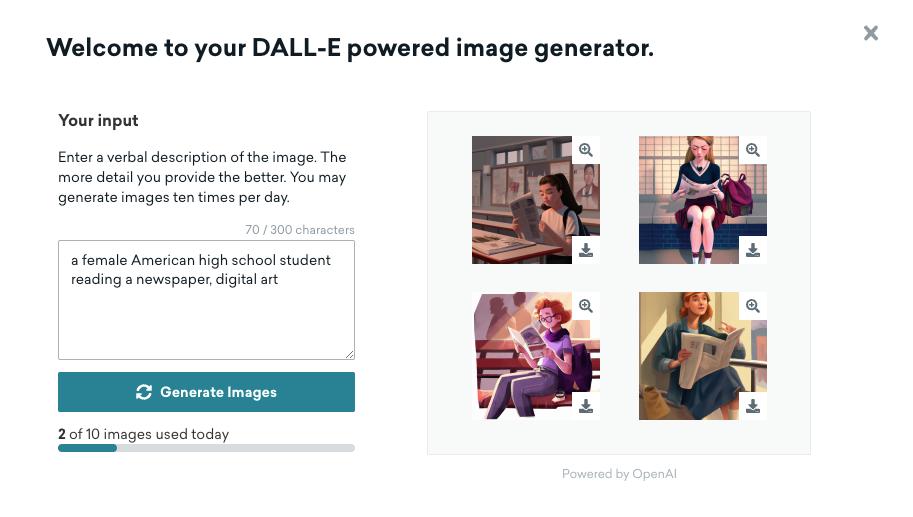 Welcome to your DALL-E powered image generator.
Your input
Enter a verbal description of the image. The
more detail you provide the better. You may
generate images ten times per day.
70 / 300 characters
a female American high school student
reading a newspaper, digital art
Generate Images
2 of 10 images used today
Powered by OpenAI